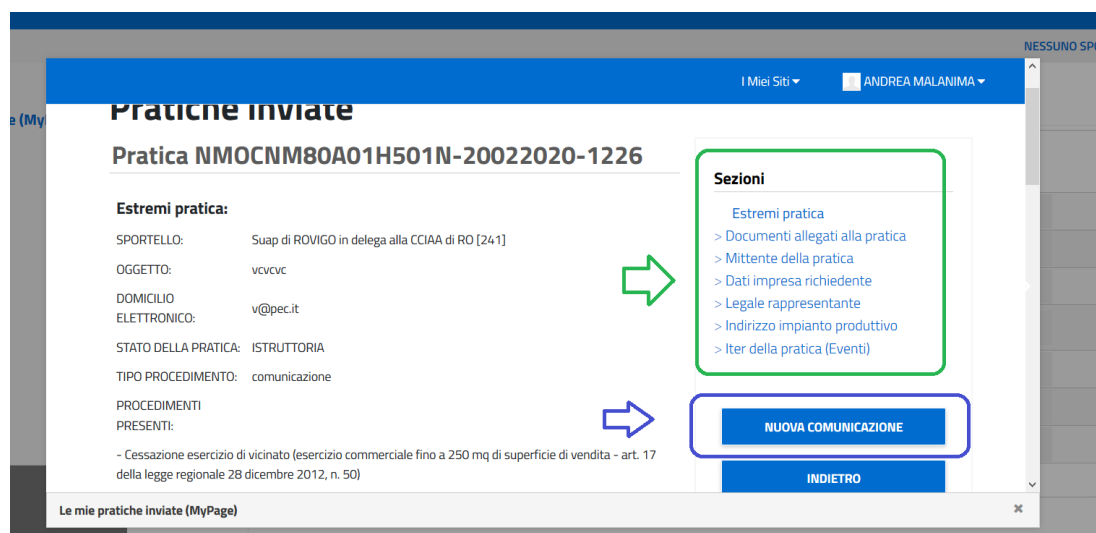 NESSUNO SPO
I Miei Siti
ANDREA MALANIMA
e (My
Pratiche inviate
Pratica NMOCNM80A01H501N-20022020-1226
Estremi pratica:
SPORTELLO: Suap di ROVIGO in delega alla CCIAA di RO [241]
OGGETTO: vcvcvc
DOMICILIO
ELETTRONICO: v@pec.it
STATO DELLA PRATICA: ISTRUTTORIA
TIPO PROCEDIMENTO: comunicazione
PROCEDIMENTI
PRESENTI:
- Cessazione esercizio di vicinato (esercizio commerciale fino a 250 mq di superficie di vendita - art. 17
della legge regionale 28 dicembre 2012, n. 50)
Sezioni
Estremi pratica
> Documenti allegati alla pratica
> Mittente della pratica
> Dati impresa richiedente
> Legale rappresentante
> Indirizzo impianto produttivo
> Iter della pratica (Eventi)
NUOVA COMUNICAZIONE
INDIETRO
Le mie pratiche inviate (MyPage)